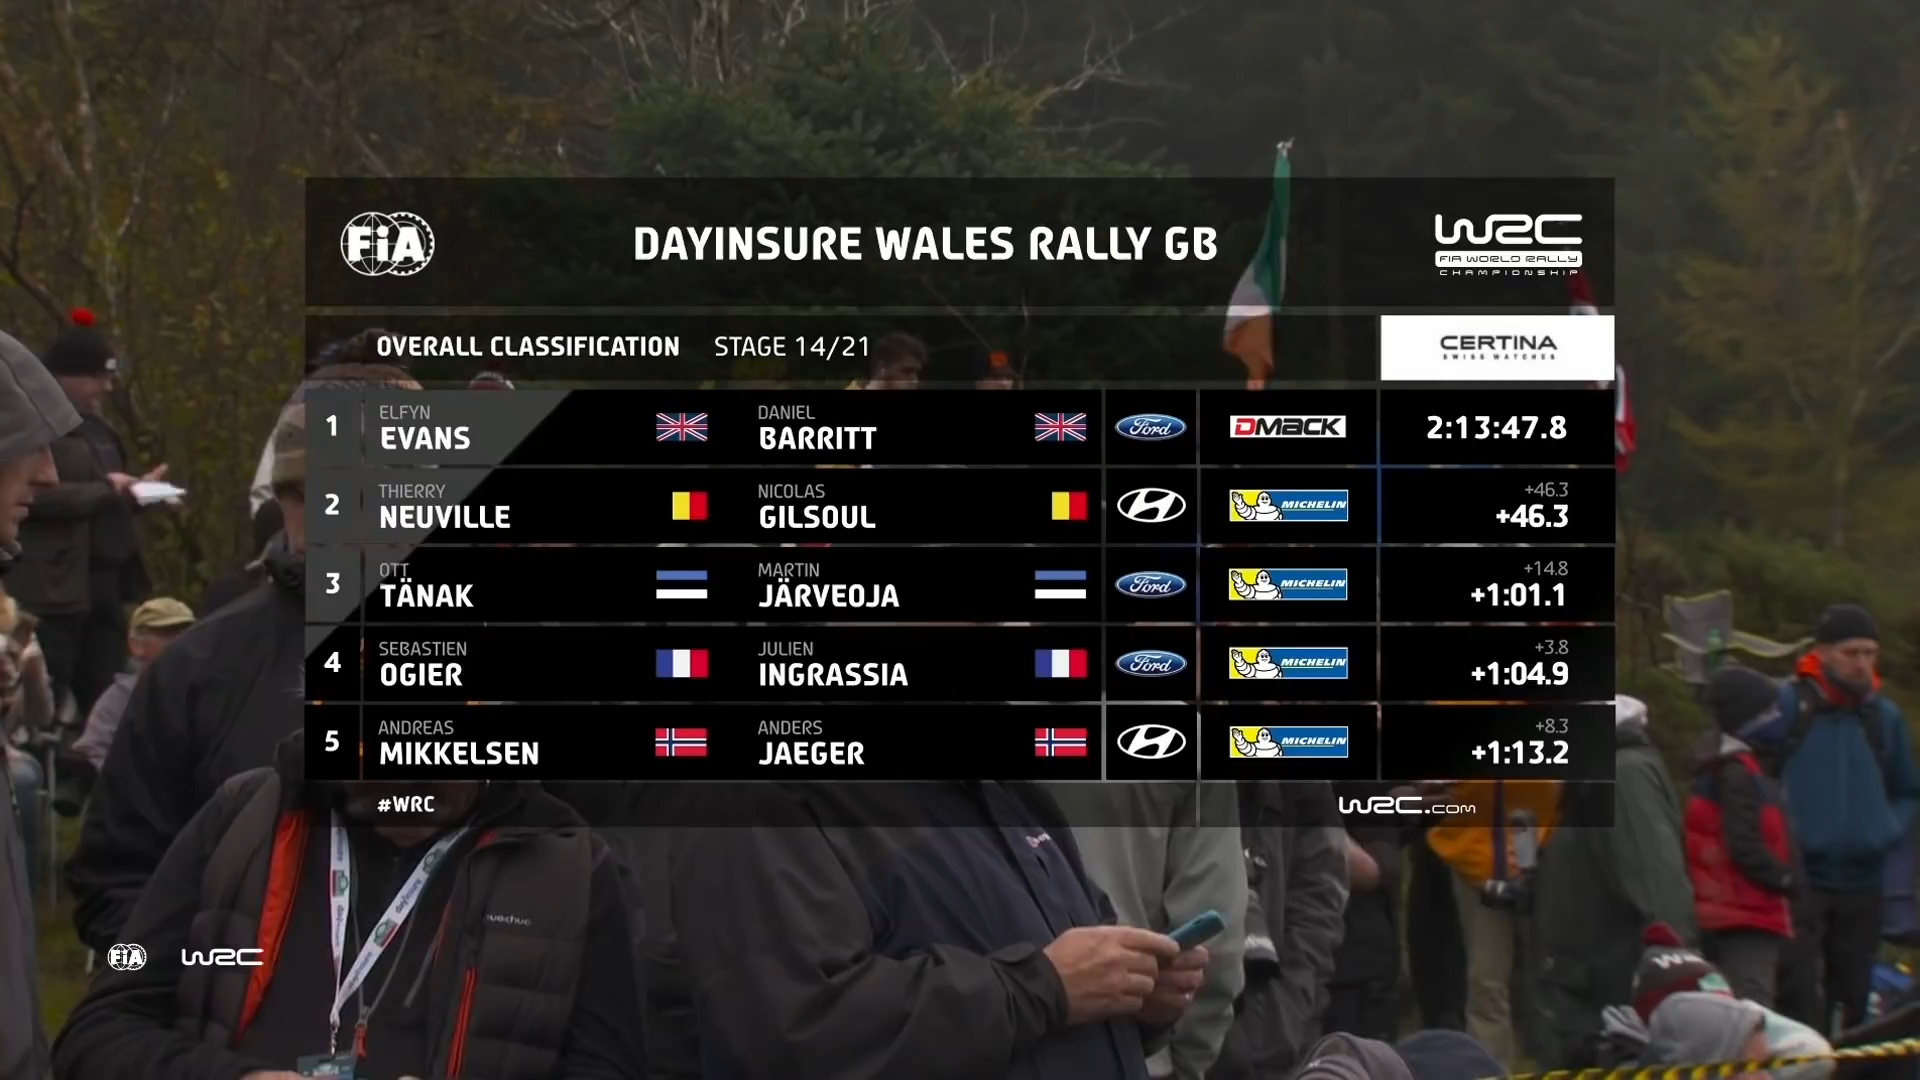 FiA
DAYINSURE WALES RALLY GB
WRC
FIA WORLD RALLY
CHAMPIONSHIP
OVERALL CLASSIFICATION STAGE 14/21
CERTINA
SWISS WATCHES
1 ELFYN EVANS DANIEL BARRITT Ford DMACK 2:13:47.8
2 THIERRY NEUVILLE NICOLAS GILSOUL MICHELIN +46.3 +46.3
3 OTT TÄNAK MARTIN JÄRVEOJA Ford MICHELIN +14.8 +1:01.1
4 SEBASTIEN OGIER JULIEN INGRASSIA Ford MICHELIN +3.8 +1:04.9
5 ANDREAS MIKKELSEN ANDERS JAEGER MICHELIN +8.3 +1:13.2
#WRC WRC.com
FiA WRC